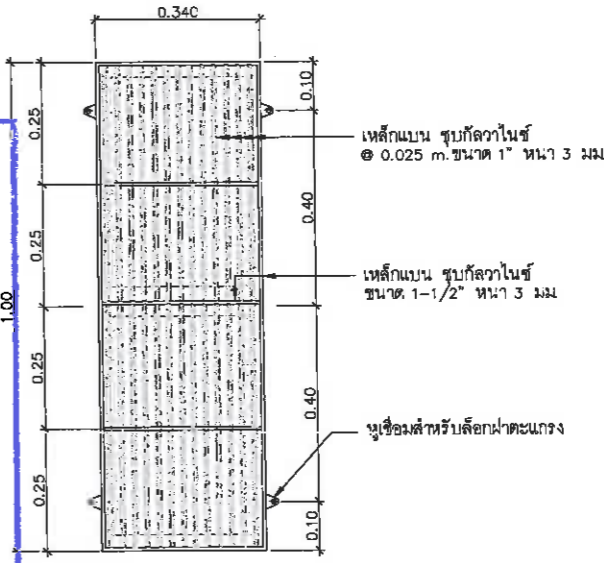 0.340
0.10
0.25
เหล็กแบน ชุบกัลวาไนซ์
@ 0.025 m.ขนาด 1" หนา 3 มม
0.40
0.25
เหล็กแบน ชุบกัลวาไนซ์
ขนาด 1-1/2" หนา 3 มม
1.00
0.25
0.40
หูเชื่อมสำหรับล็อกฝาตะแกรง
0.25
0.10